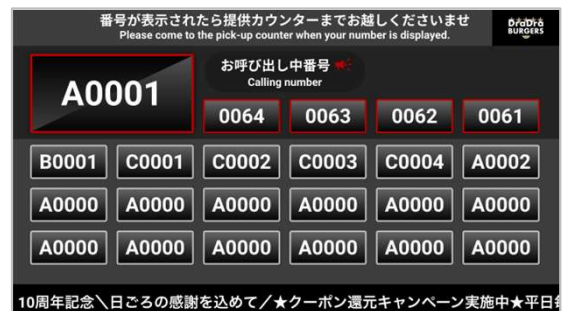 番号が表示されたら提供カウンターまでお越しくださいませ
Please come to the pick-up counter when your number is displayed.
DraDra
BURGERS
A0001
お呼び出し中番号
Calling number
0064 0063 0062 0061
B0001 C0001 C0002 C0003 C0004 A0002
A0000 A0000 A0000 A0000 A0000 A0000
A0000 A0000 A0000 A0000 A0000 A0000
10周年記念＼日ごろの感謝を込めて／★クーポン還元キャンペーン実施中★平日